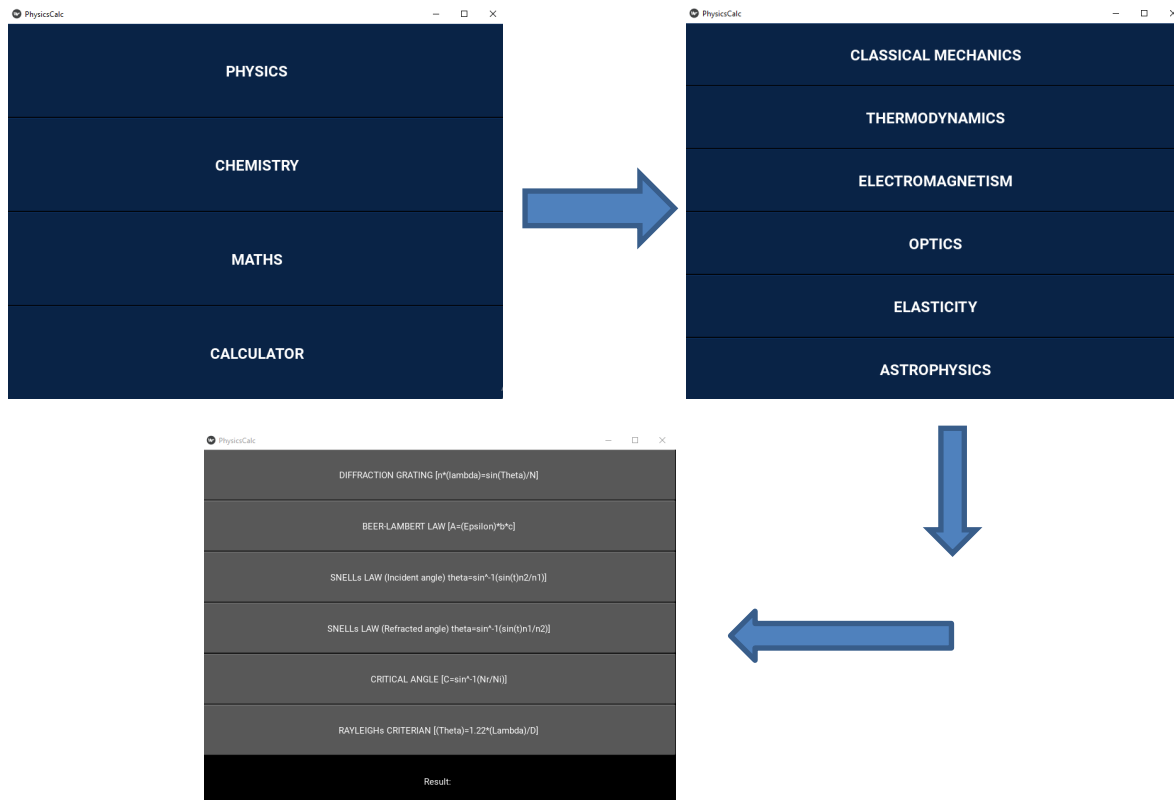 PhysicsCalc
PHYSICS
CHEMISTRY
MATHS
CALCULATOR
PhysicsCalc
CLASSICAL MECHANICS
THERMODYNAMICS
ELECTROMAGNETISM
OPTICS
ELASTICITY
ASTROPHYSICS
PhysicsCalc
DIFFRACTION GRATING [n*(lambda)=sin(Theta)/N]
BEER-LAMBERT LAW [A=(Epsilon)*b*c]
SNELLs LAW (Incident angle) theta=sin^-1(sin(t)n2/n1)]
SNELLs LAW (Refracted angle) theta=sin^-1(sin(t)n1/n2)]
CRITICAL ANGLE [C=sin^-1(Nr/Ni)]
RAYLEIGHs CRITERIAN [(Theta)=1.22*(Lambda)/D]
Result: